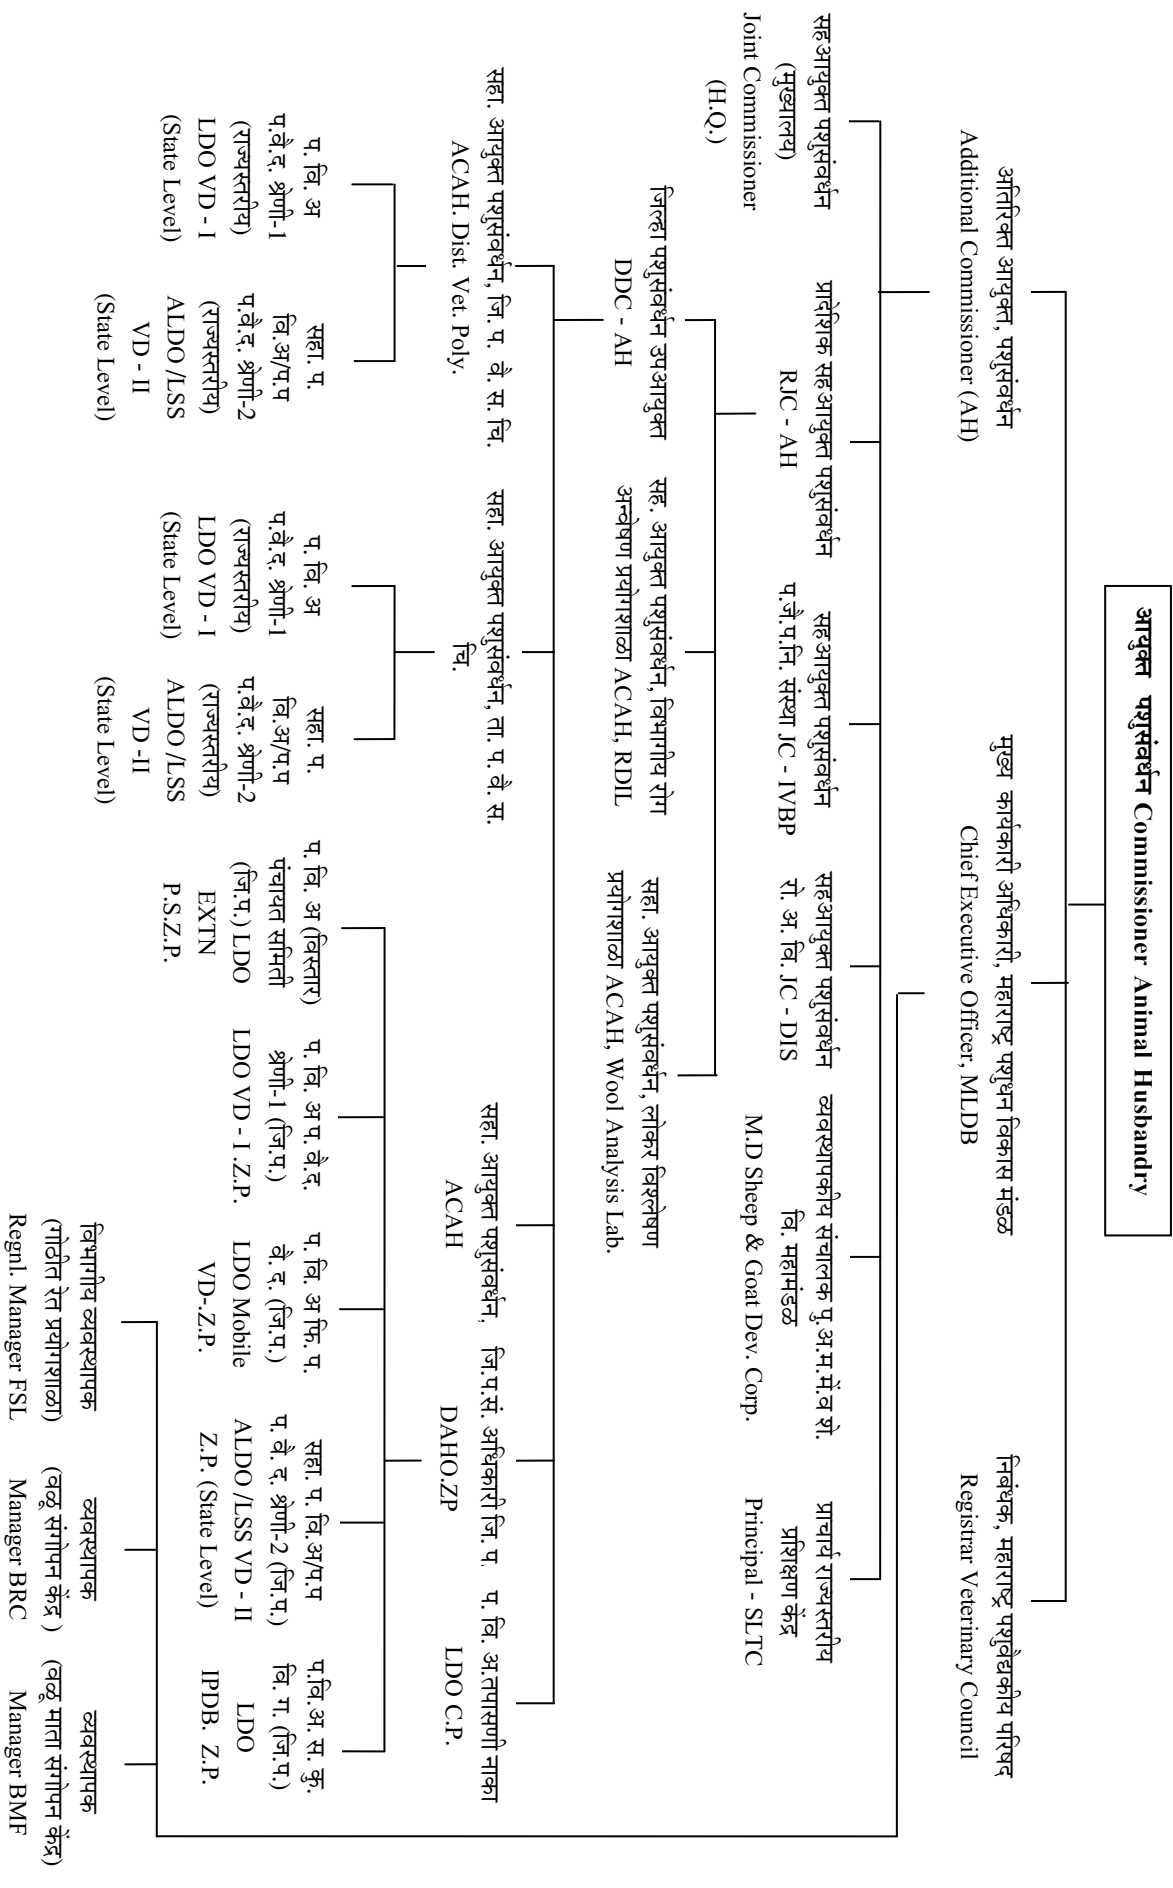 आयुक्त पशुसंवर्धन Commissioner Animal Husbandry
अतिरिक्त आयुक्त, पशुसंवर्धन
Additional Commissioner (AH)
मुख्य कार्यकारी अधिकारी, महाराष्ट्र पशुधन विकास मंडळ
Chief Executive Officer, MLDB
निबंधक, महाराष्ट्र पशुवैद्यकीय परिषद
Registrar Veterinary Council
सहआयुक्त पशुसंवर्धन
(मुख्यालय)
Joint Commissioner
(H.Q.)
प्रादेशिक सहआयुक्त पशुसंवर्धन
RJC - AH
सहआयुक्त पशुसंवर्धन
प.जै.प.नि. संस्था JC - IVBP
सहआयुक्त पशुसंवर्धन
रो. अ. वि. JC - DIS
व्यवस्थापकीय संचालक पु.अ.म.में.व शे.
वि. महामंडळ
M.D Sheep & Goat Dev. Corp.
प्राचार्य राज्यस्तरीय
प्रशिक्षण केंद्र
Principal - SLTC
जिल्हा पशुसंवर्धन उपआयुक्त
DDC - AH
सह. आयुक्त पशुसंवर्धन, विभागीय रोग
अन्वेषण प्रयोगशाळा ACAH, RDIL
सहा. आयुक्त पशुसंवर्धन, लोकर विश्लेषण
प्रयोगशाळा ACAH, Wool Analysis Lab.
सहा. आयुक्त पशुसंवर्धन, जि. प. वै. स. चि.
ACAH. Dist. Vet. Poly.
सहा. आयुक्त पशुसंवर्धन, ता. प. वै. स.
चि.
सहा. आयुक्त पशुसंवर्धन,
ACAH
जि.प.सं. अधिकारी जि. प.
DAHO.ZP
प. वि. अ.तपासणी नाका
LDO C.P.
प. वि. अ
प.वै.द. श्रेणी-1
(राज्यस्तरीय)
LDO VD - I
(State Level)
सहा. प.
वि.अ/प.प
प.वै.द. श्रेणी-2
(राज्यस्तरीय)
ALDO /LSS
VD - II
(State Level)
प. वि. अ
प.वै.द. श्रेणी-1
(राज्यस्तरीय)
LDO VD - I
(State Level)
सहा. प.
वि.अ/प.प
प.वै.द. श्रेणी-2
(राज्यस्तरीय)
ALDO /LSS
VD -II
(State Level)
प. वि. अ (विस्तार)
पंचायत समिती
(जि.प.) LDO
EXTN
P.S.Z.P.
प. वि. अ प. वै.द.
श्रेणी-1 (जि.प.)
LDO VD - I .Z.P.
प. वि. अ फि. प.
वै. द. (जि.प.)
LDO Mobile
VD-.Z.P.
सहा. प. वि.अ/प.प
प. वै. द. श्रेणी-2 (जि.प.)
ALDO /LSS VD - II
Z.P. (State Level)
प.वि.अ. स. कु.
वि. ग. (जि.प.)
LDO
IPDB. Z.P.
विभागीय व्यवस्थापक
(गोठीत रेत प्रयोगशाळा)
Regnl. Manager FSL
व्यवस्थापक
(वळू संगोपन केंद्र )
Manager BRC
व्यवस्थापक
(वळू माता संगोपन केंद्र)
Manager BMF